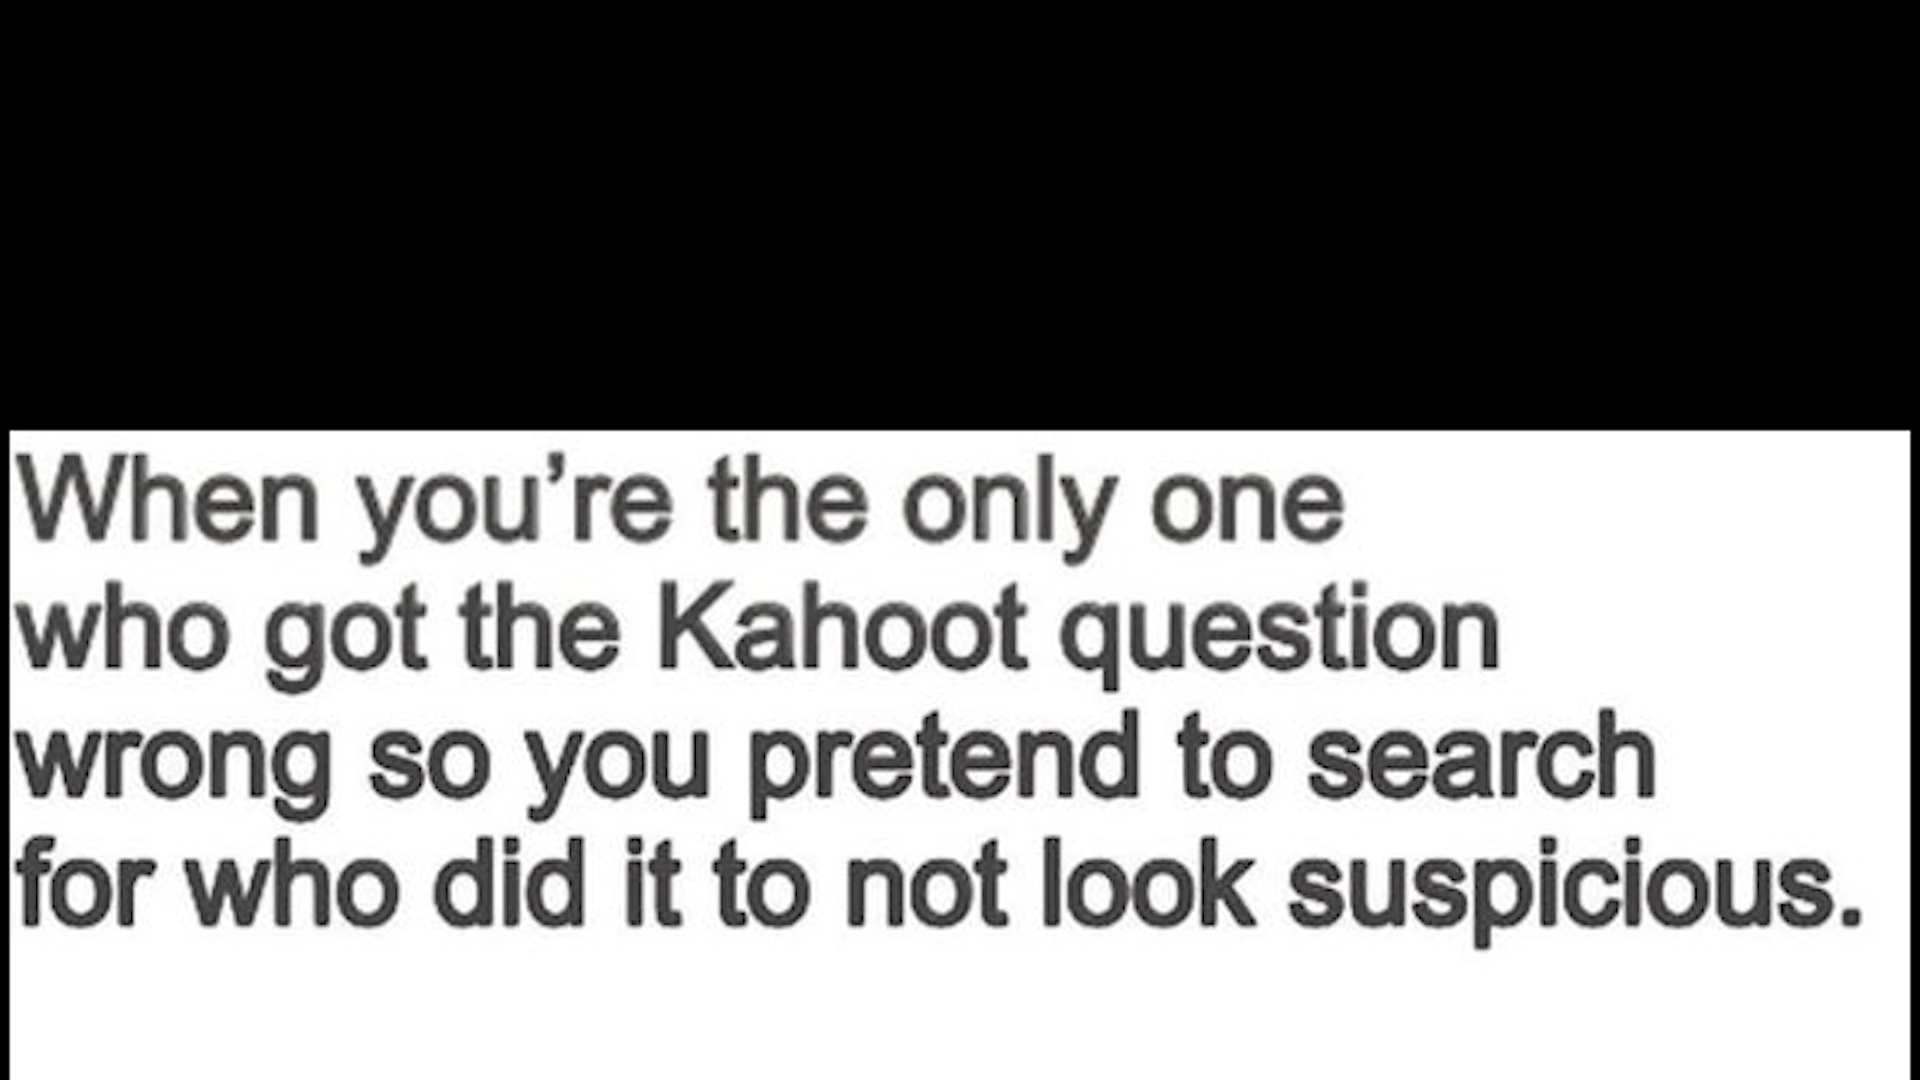 When you’re the only one
who got the Kahoot question
wrong so you pretend to search
for who did it to not look suspicious.